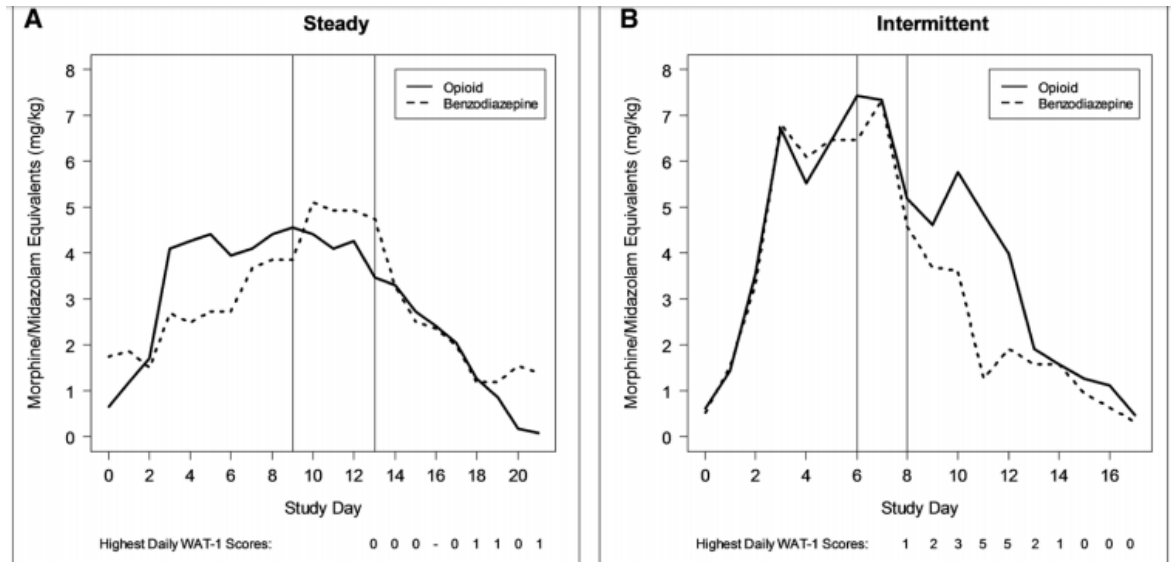 A
Steady
Morphine/Midazolam Equivalents (mg/kg)
8
7
6
5
4
3
2
1
0
Opioid
Benzodiazepine
0 2 4 6 8 10 12 14 16 18 20
Study Day
Highest Daily WAT-1 Scores: 0 0 0 - 0 1 1 0 1
B
Intermittent
Morphine/Midazolam Equivalents (mg/kg)
8
7
6
5
4
3
2
1
0
Opioid
Benzodiazepine
0 2 4 6 8 10 12 14 16
Study Day
Highest Daily WAT-1 Scores: 1 2 3 5 5 2 1 0 0 0